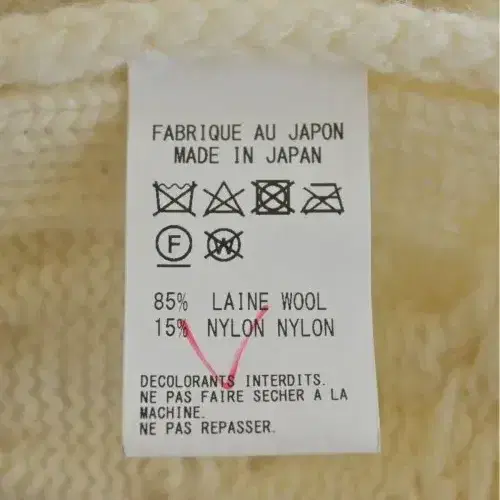 FABRIQUE AU JAPON
MADE IN JAPAN
F W
85% LAINE WOOL
15% NYLON NYLON
DECOLORANTS INTERDITS.
NE PAS FAIRE SECHER A LA
MACHINE.
NE PAS REPASSER.